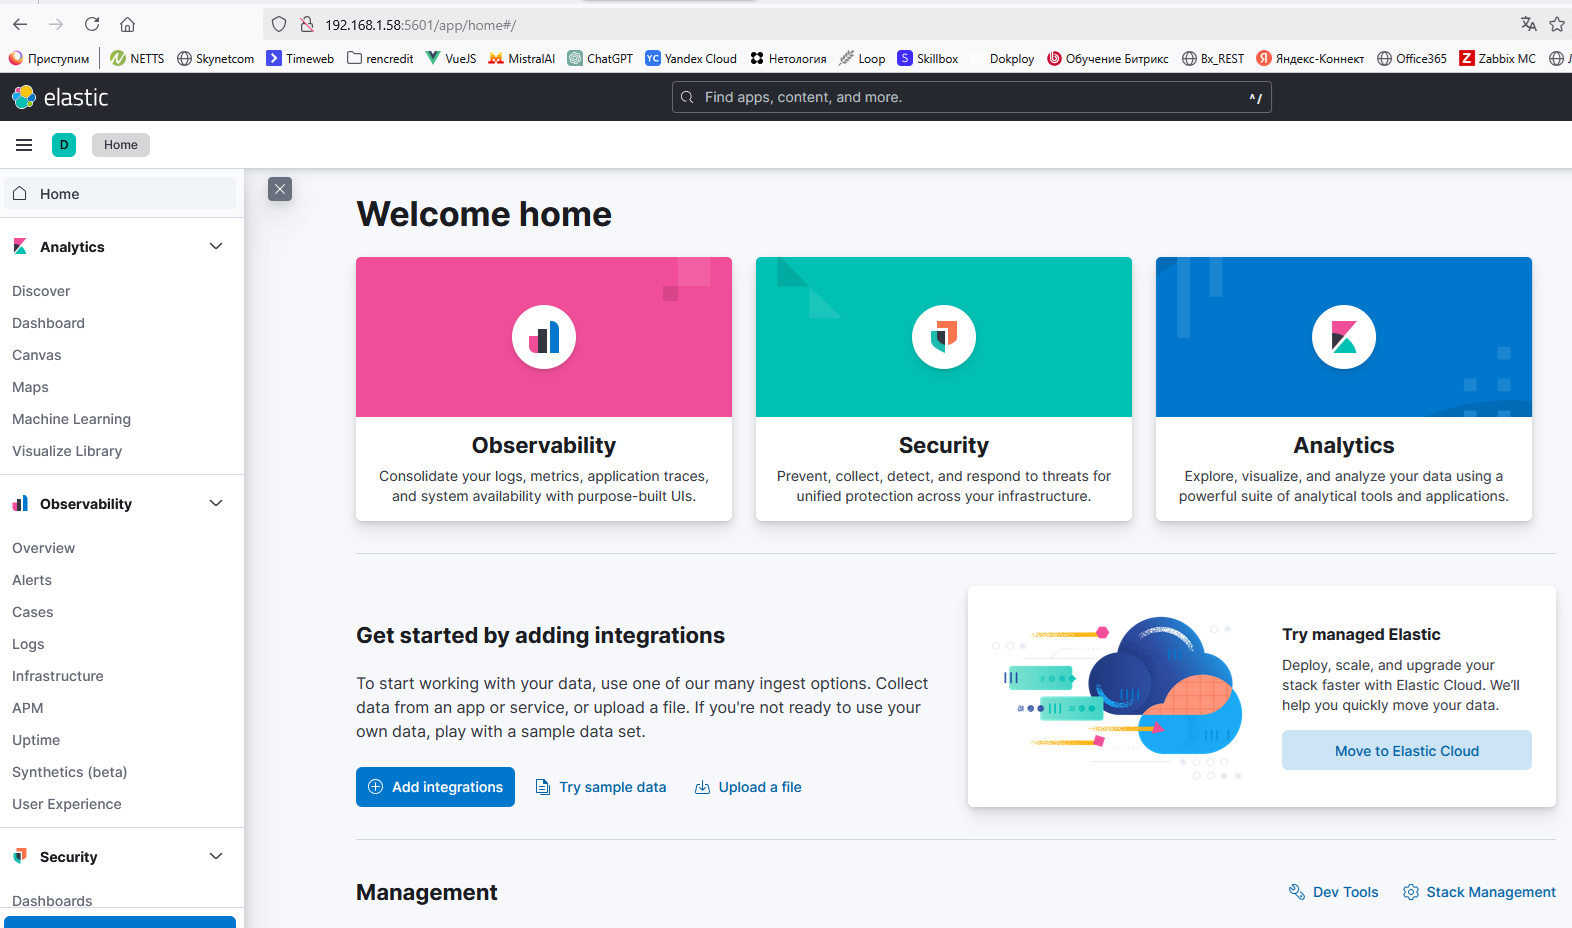 192.168.1.58:5601/app/home#/
Приступим
NETTS
Skynetcom
Timeweb
rencredit
VueJS
MistralAI
ChatGPT
YC
Yandex Cloud
Нетология
Loop
S
Skillbox
Dokploy
Обучение Битрикс
Bx_REST
Я
Яндекс-Коннект
Office365
Z
Zabbix MC
elastic
Find apps, content, and more.
^/
D
Home
Home
Analytics
Discover
Dashboard
Canvas
Maps
Machine Learning
Visualize Library
Observability
Overview
Alerts
Cases
Logs
Infrastructure
APM
Uptime
Synthetics (beta)
User Experience
Security
Dashboards
Welcome home
Observability
Consolidate your logs, metrics, application traces,
and system availability with purpose-built UIs.
Security
Prevent, collect, detect, and respond to threats for
unified protection across your infrastructure.
Analytics
Explore, visualize, and analyze your data using a
powerful suite of analytical tools and applications.
Get started by adding integrations
To start working with your data, use one of our many ingest options. Collect
data from an app or service, or upload a file. If you're not ready to use your
own data, play with a sample data set.
Add integrations
Try sample data
Upload a file
Try managed Elastic
Deploy, scale, and upgrade your
stack faster with Elastic Cloud. We'll
help you quickly move your data.
Move to Elastic Cloud
Management
Dev Tools
Stack Management